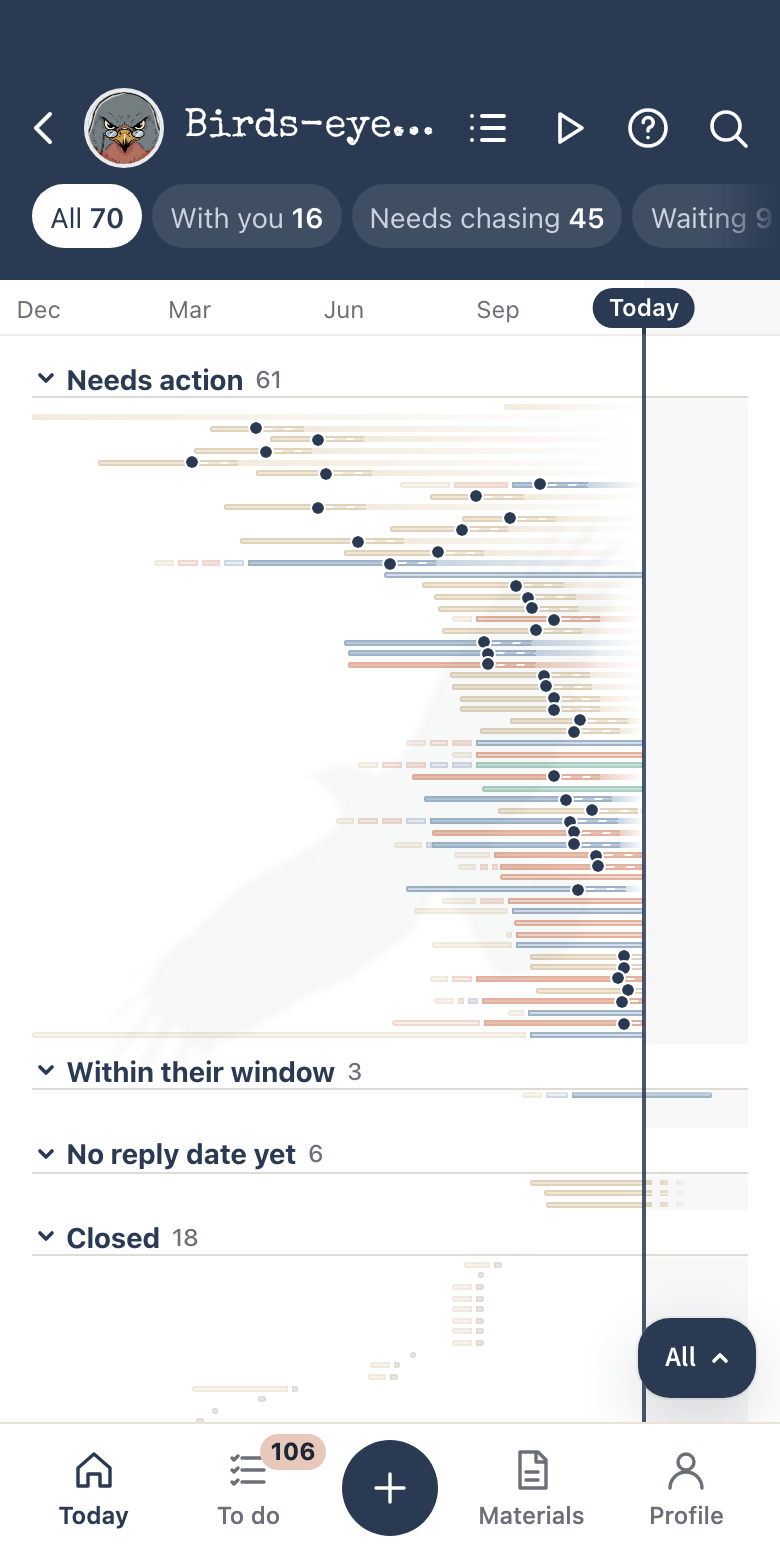 Birds-eye...
All 70
With you 16
Needs chasing 45
Waiting 9
Dec Mar Jun Sep Today
Needs action 61
Within their window 3
No reply date yet 6
Closed 18
All
106
Today To do Materials Profile